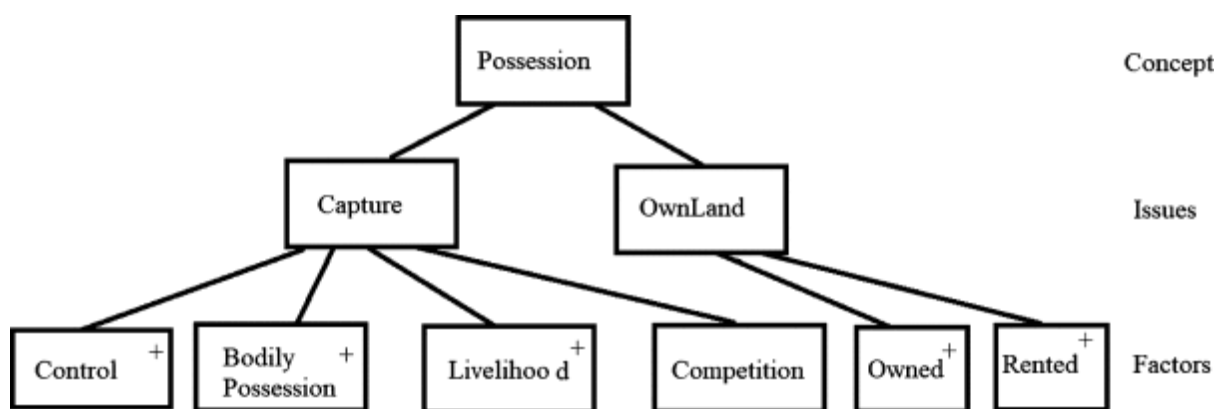 Possession
Concept
Capture
OwnLand
Issues
Control +
Bodily +
Possession
Livelihoo d +
Competition
Owned +
Rented +
Factors